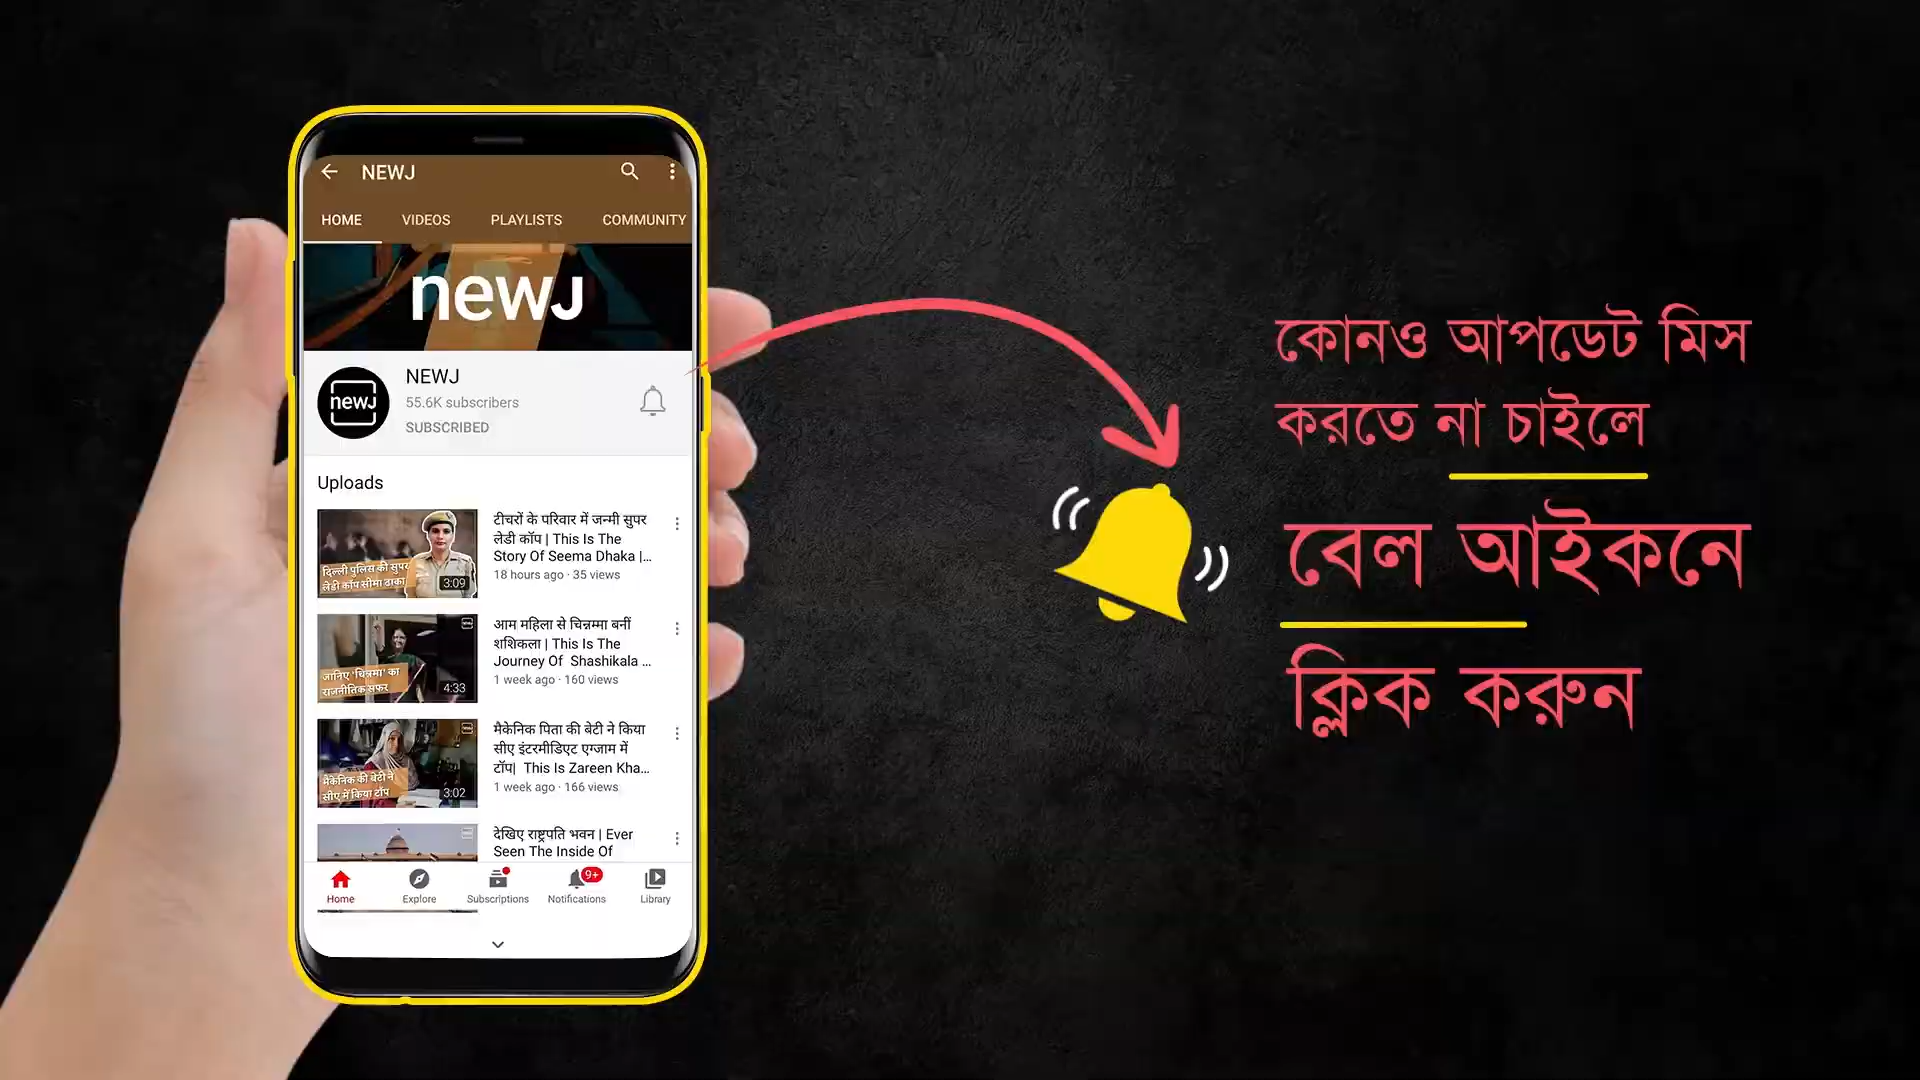 NEWJ
HOME VIDEOS PLAYLISTS COMMUNITY
newJ
newJ
NEWJ
55.6K subscribers
SUBSCRIBED
Uploads
दिल्ली पुलिस की सुपर
लेडी कॉप सीमा ढाका
3:09
टीचरों के परिवार में जन्मी सुपर
लेडी कॉप | This Is The
Story Of Seema Dhaka |...
18 hours ago · 35 views
जानिए 'चिन्नमा' का
राजनीतिक सफर
4:33
आम महिला से चिन्नम्मा बनीं
शशिकला | This Is The
Journey Of Shashikala ...
1 week ago · 160 views
मैकेनिक की बेटी ने
सीए में किया टॉप
3:02
मैकेनिक पिता की बेटी ने किया
सीए इंटरमीडिएट एग्जाम में
टॉप| This Is Zareen Kha...
1 week ago · 166 views
देखिए राष्ट्रपति भवन | Ever
Seen The Inside Of
9+
Home Explore Subscriptions Notifications Library
কোনও আপডেট মিস
করতে না চাইলে
বেল আইকনে
ক্লিক করুন